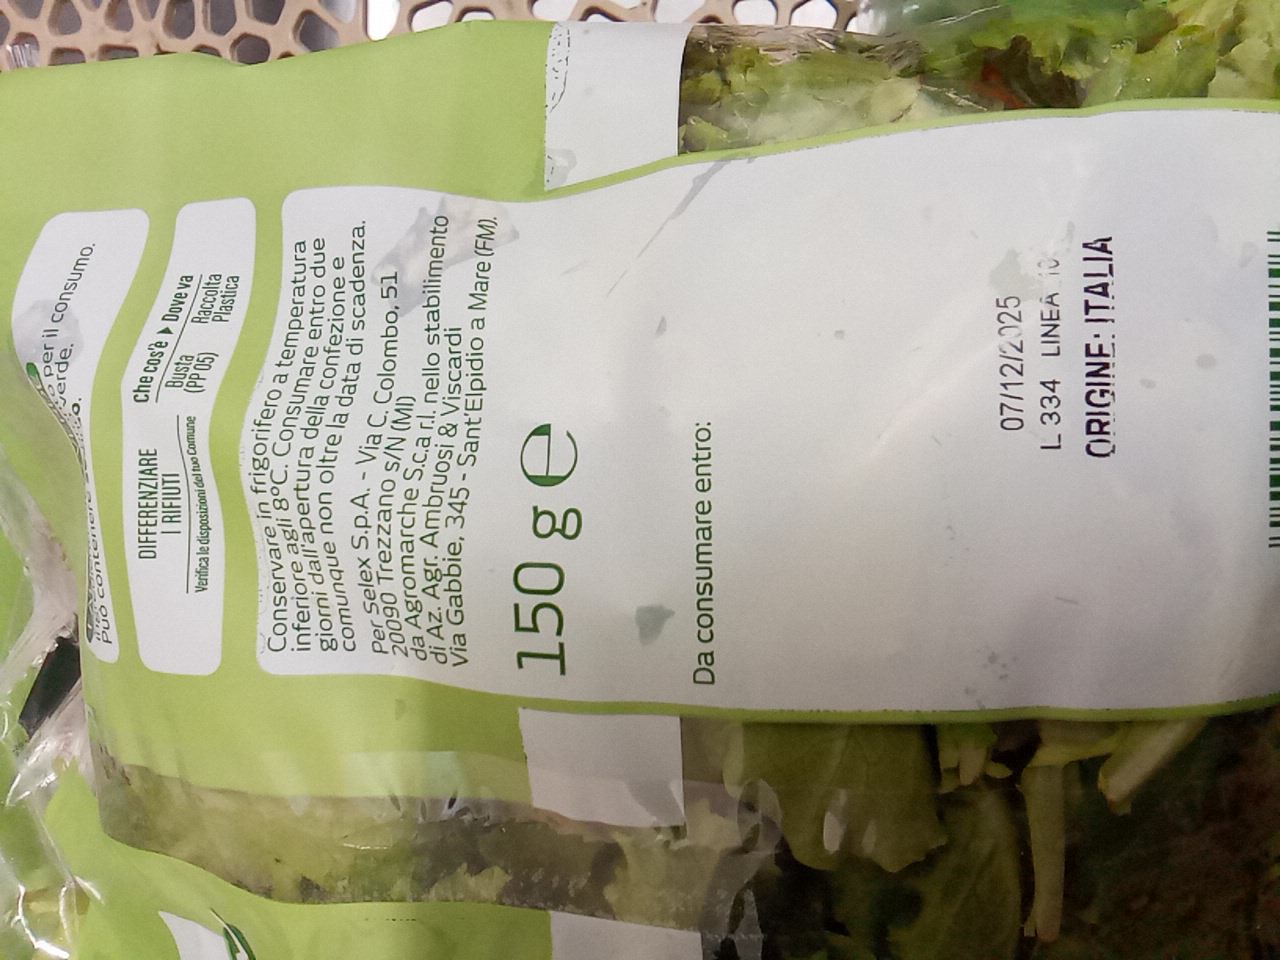 per il consumo.
verde.
Può contenere
DIFFERENZIARE
I RIFIUTI
Verifica le disposizioni del tuo Comune
Che cos'è ▸ Dove va
Busta
(PP 05)
Raccolta
Plastica
Conservare in frigorifero a temperatura
inferiore agli 8°C. Consumare entro due
giorni dall'apertura della confezione e
comunque non oltre la data di scadenza.
Per Selex S.p.A. - Via C. Colombo, 51
20090 Trezzano s/N (MI)
da Agromarche S.c.a r.l. nello stabilimento
di Az. Agr. Ambruosi & Viscardi
Via Gabbie, 345 - Sant'Elpidio a Mare (FM).
150 g ℮
Da consumare entro:
07/12/2025
L 334 LINEA 10
ORIGINE: ITALIA